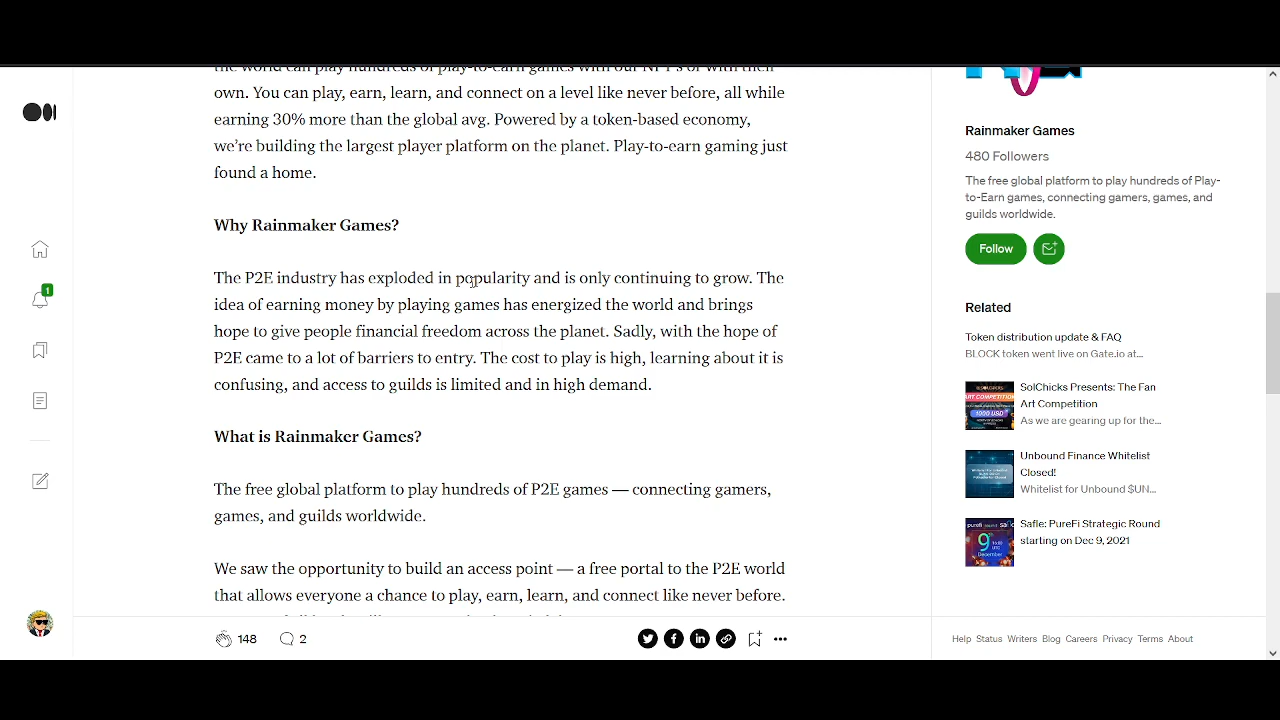 the world can play hundreds of play-to-earn games with our NFTs or with their
own. You can play, earn, learn, and connect on a level like never before, all while
earning 30% more than the global avg. Powered by a token-based economy,
we're building the largest player platform on the planet. Play-to-earn gaming just
found a home.
Why Rainmaker Games?
The P2E industry has exploded in popularity and is only continuing to grow. The
idea of earning money by playing games has energized the world and brings
hope to give people financial freedom across the planet. Sadly, with the hope of
P2E came to a lot of barriers to entry. The cost to play is high, learning about it is
confusing, and access to guilds is limited and in high demand.
What is Rainmaker Games?
The free global platform to play hundreds of P2E games — connecting gamers,
games, and guilds worldwide.
We saw the opportunity to build an access point — a free portal to the P2E world
that allows everyone a chance to play, earn, learn, and connect like never before.
148
2
1
Rainmaker Games
480 Followers
The free global platform to play hundreds of Play-
to-Earn games, connecting gamers, games, and
guilds worldwide.
Follow
Related
Token distribution update & FAQ
BLOCK token went live on Gate.io at...
SolChicks Presents: The Fan
Art Competition
As we are gearing up for the...
Unbound Finance Whitelist
Closed!
Whitelist for Unbound $UN...
Safle: PureFi Strategic Round
starting on Dec 9, 2021
Help Status Writers Blog Careers Privacy Terms About